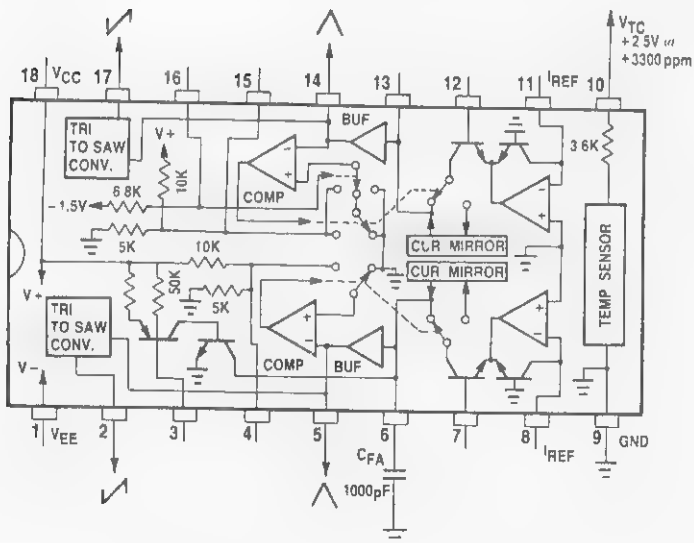 VTC
+2.5V @
+3300 ppm
18 VCC 17 16 15 14 13 12 11 IREF 10
TRI
TO SAW
CONV.
V+
10K
BUF
3.6K
6.8K
COMP
-1.5V
5K
CUR MIRROR
CUR MIRROR
10K
50K
5K
V+
TRI
TO SAW
CONV.
COMP
BUF
TEMP SENSOR
V-
1 VEE 2 3 4 5 6 7 8 IREF 9 GND
CFA
1000pF